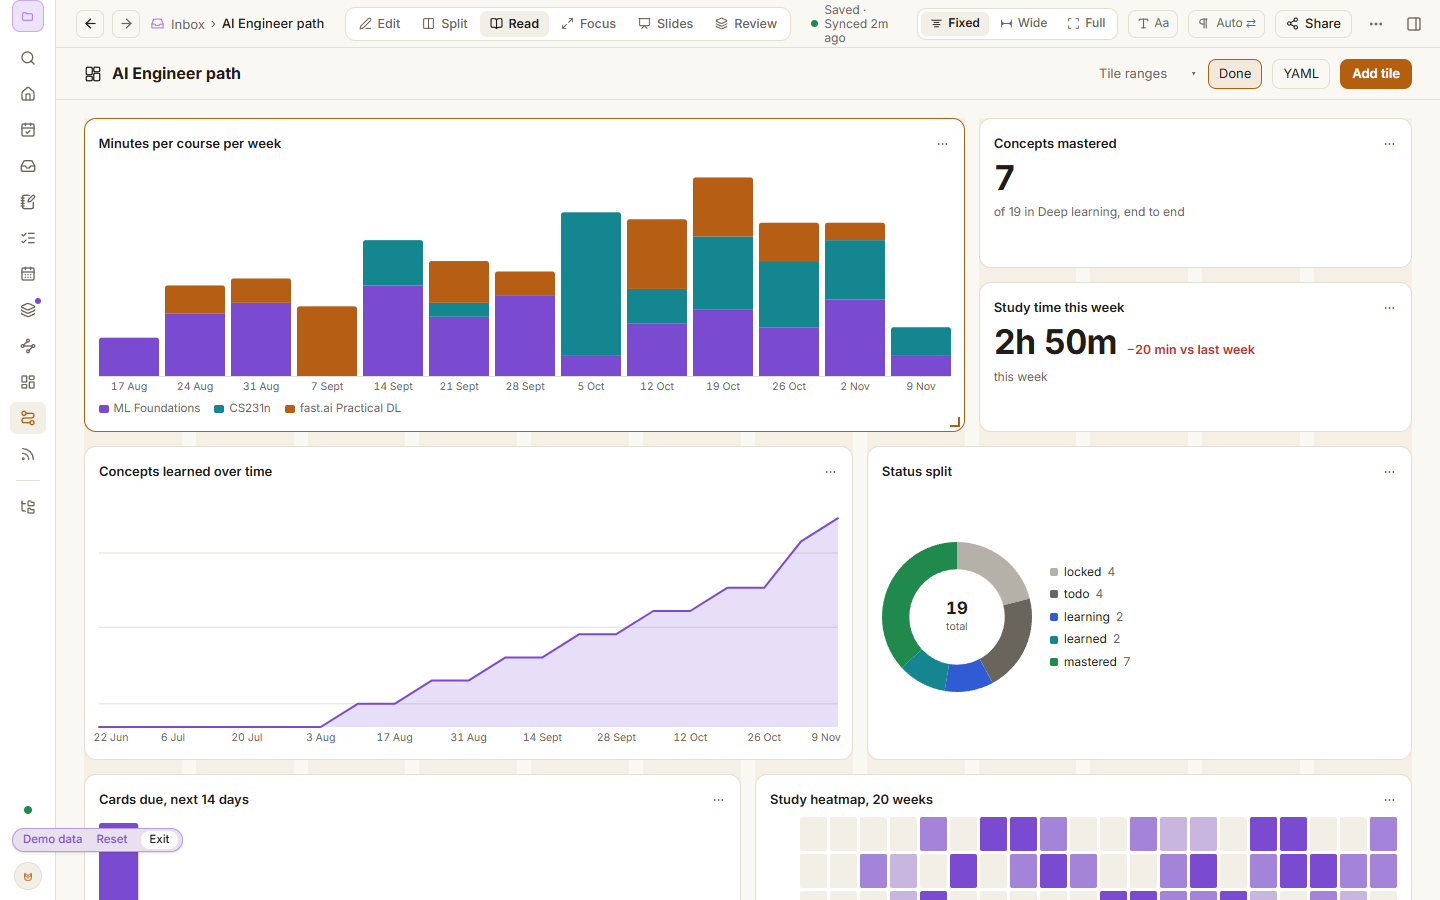 Inbox › AI Engineer path
Edit Split Read Focus Slides Review
Saved ·
Synced 2m
ago
Fixed Wide Full
Aa
Auto
Share
AI Engineer path
Tile ranges
Done
YAML
Add tile
Minutes per course per week
17 Aug 24 Aug 31 Aug 7 Sept 14 Sept 21 Sept 28 Sept 5 Oct 12 Oct 19 Oct 26 Oct 2 Nov 9 Nov
ML Foundations CS231n fast.ai Practical DL
Concepts mastered
7
of 19 in Deep learning, end to end
Study time this week
2h 50m −20 min vs last week
this week
Concepts learned over time
22 Jun 6 Jul 20 Jul 3 Aug 17 Aug 31 Aug 14 Sept 28 Sept 12 Oct 26 Oct 9 Nov
Status split
19
total
locked 4
todo 4
learning 2
learned 2
mastered 7
Cards due, next 14 days
Study heatmap, 20 weeks
Demo data Reset Exit